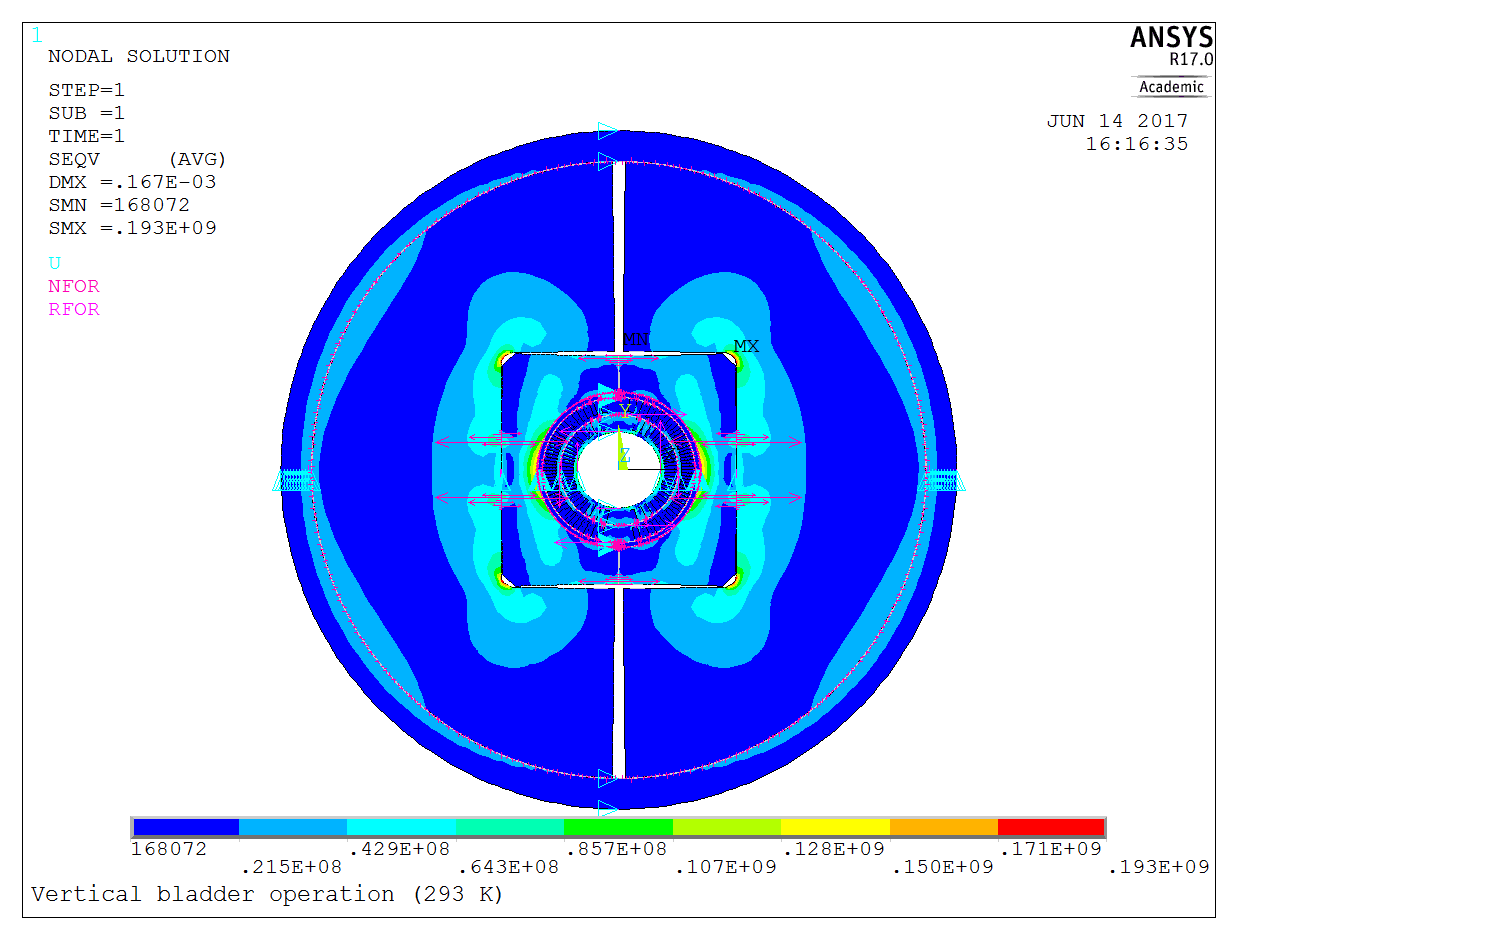 1
NODAL SOLUTION
STEP=1
SUB =1
TIME=1
SEQV (AVG)
DMX =.167E-03
SMN =168072
SMX =.193E+09
U
NFOR
RFOR
ANSYS
R17.0
Academic
JUN 14 2017
16:16:35
MN
MX
Y
Z
168072
.215E+08
.429E+08
.643E+08
.857E+08
.107E+09
.128E+09
.150E+09
.171E+09
.193E+09
Vertical bladder operation (293 K)